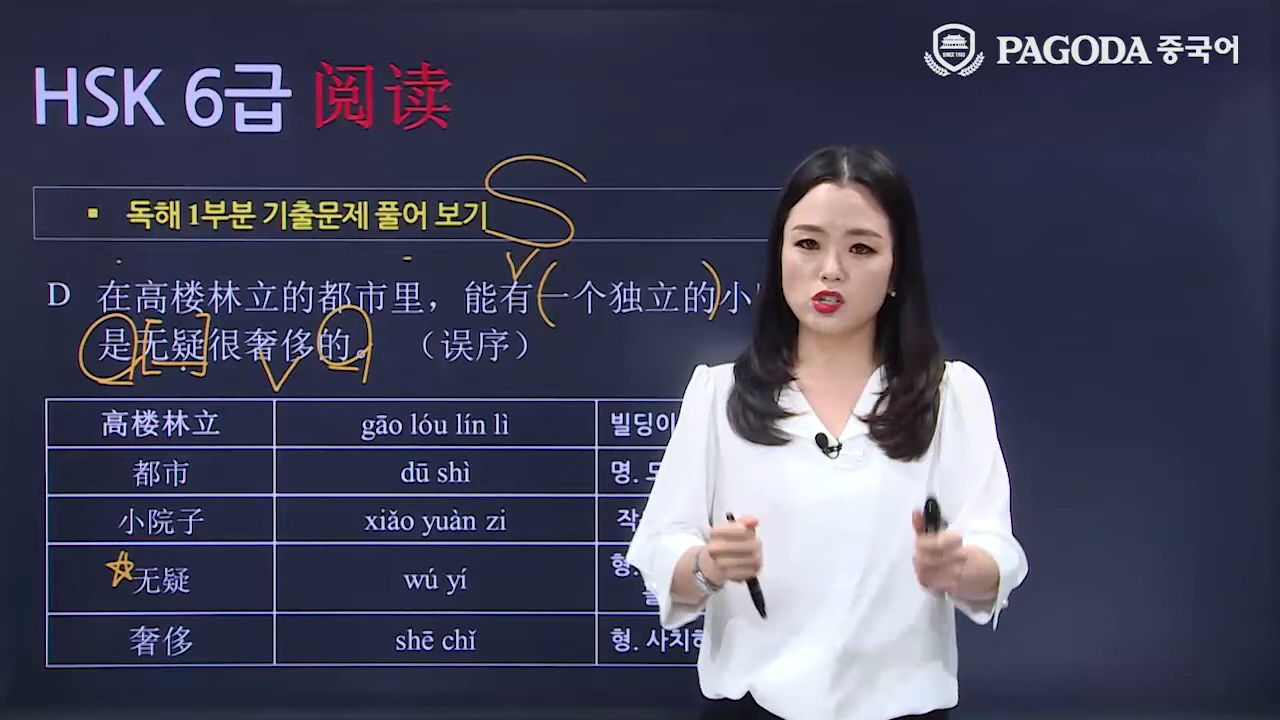 PAGODA 중국어
SINCE 1983
HSK 6급 阅读
▪ 독해 1부분 기출문제 풀어 보기
S
D 在高楼林立的都市里，能有一个独立的小
是无疑很奢侈的。（误序）
高楼林立 gāo lóu lín lì 빌딩이
都市 dū shì 명.
小院子 xiǎo yuàn zi 작
☆无疑 wú yí 형.
奢侈 shē chǐ 형. 사치하